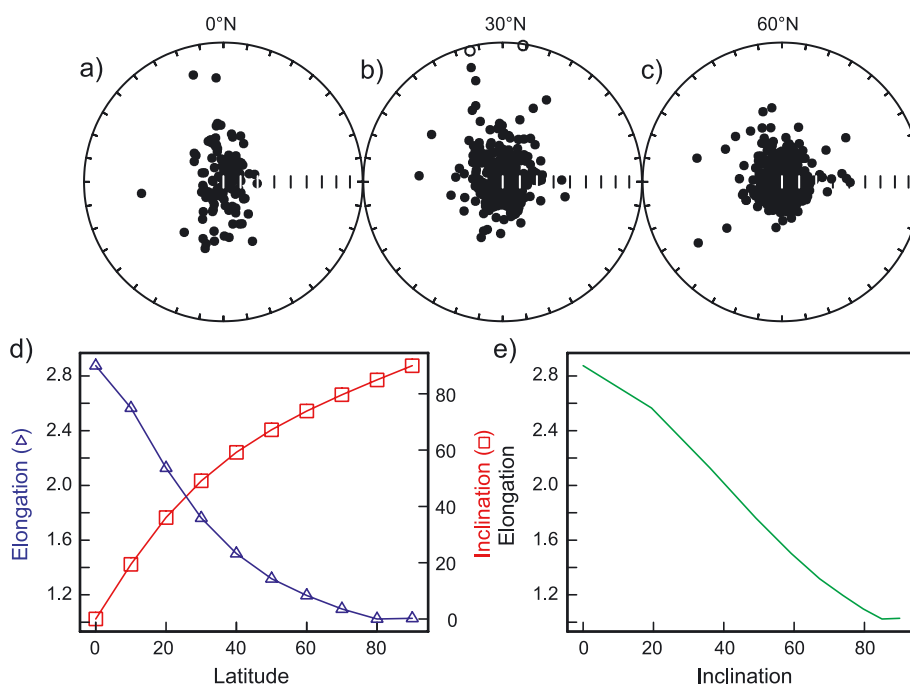 0°N
30°N
60°N
a)
b)
c)
d)
2.8
2.4
2.0
1.6
1.2
Elongation (△)
80
60
40
20
0
Inclination (□)
0 20 40 60 80
Latitude
e)
2.8
2.4
2.0
1.6
1.2
Elongation
0 20 40 60 80
Inclination